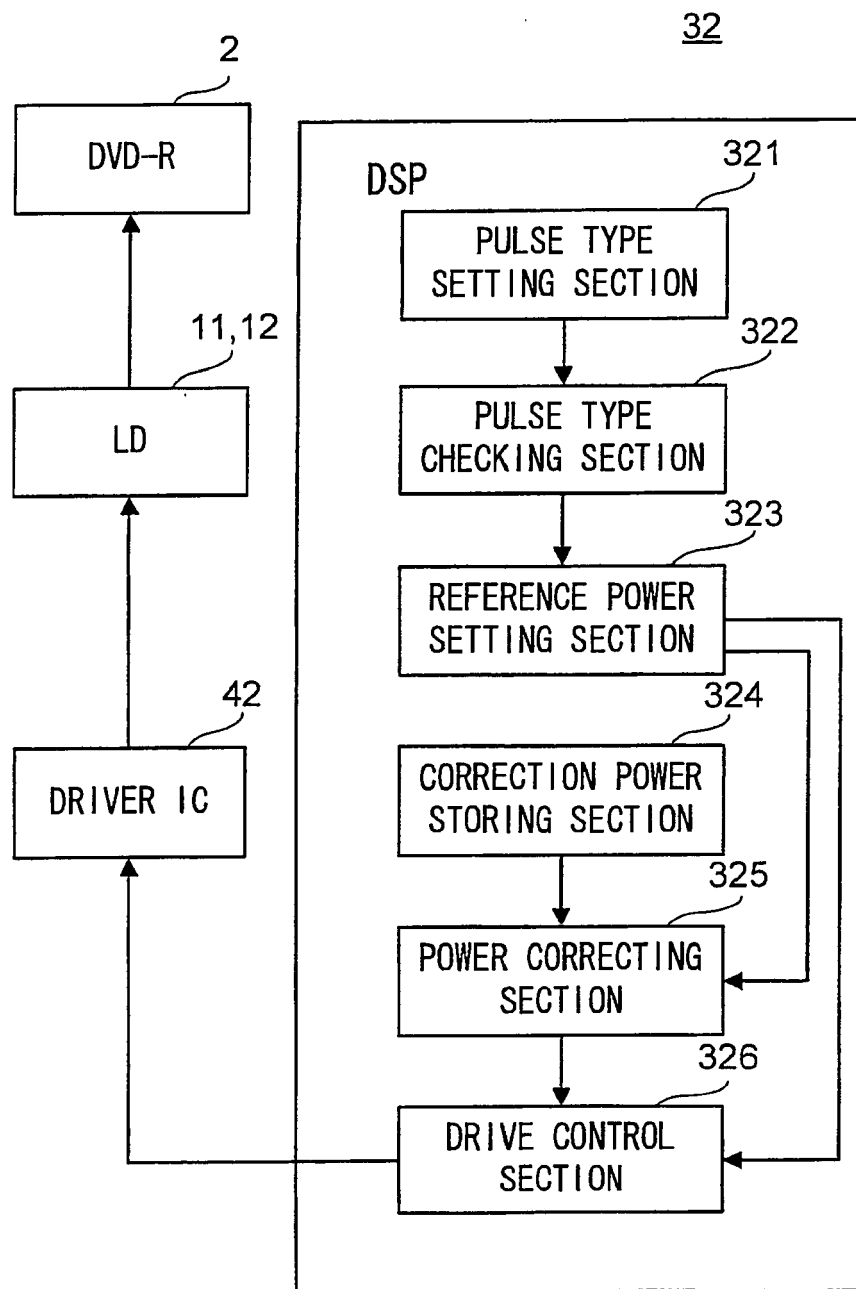 32
2
DVD-R
DSP
321
PULSE TYPE
SETTING SECTION
11,12
LD
322
PULSE TYPE
CHECKING SECTION
323
REFERENCE POWER
SETTING SECTION
324
CORRECTION POWER
STORING SECTION
42
DRIVER IC
325
POWER CORRECTING
SECTION
326
DRIVE CONTROL
SECTION